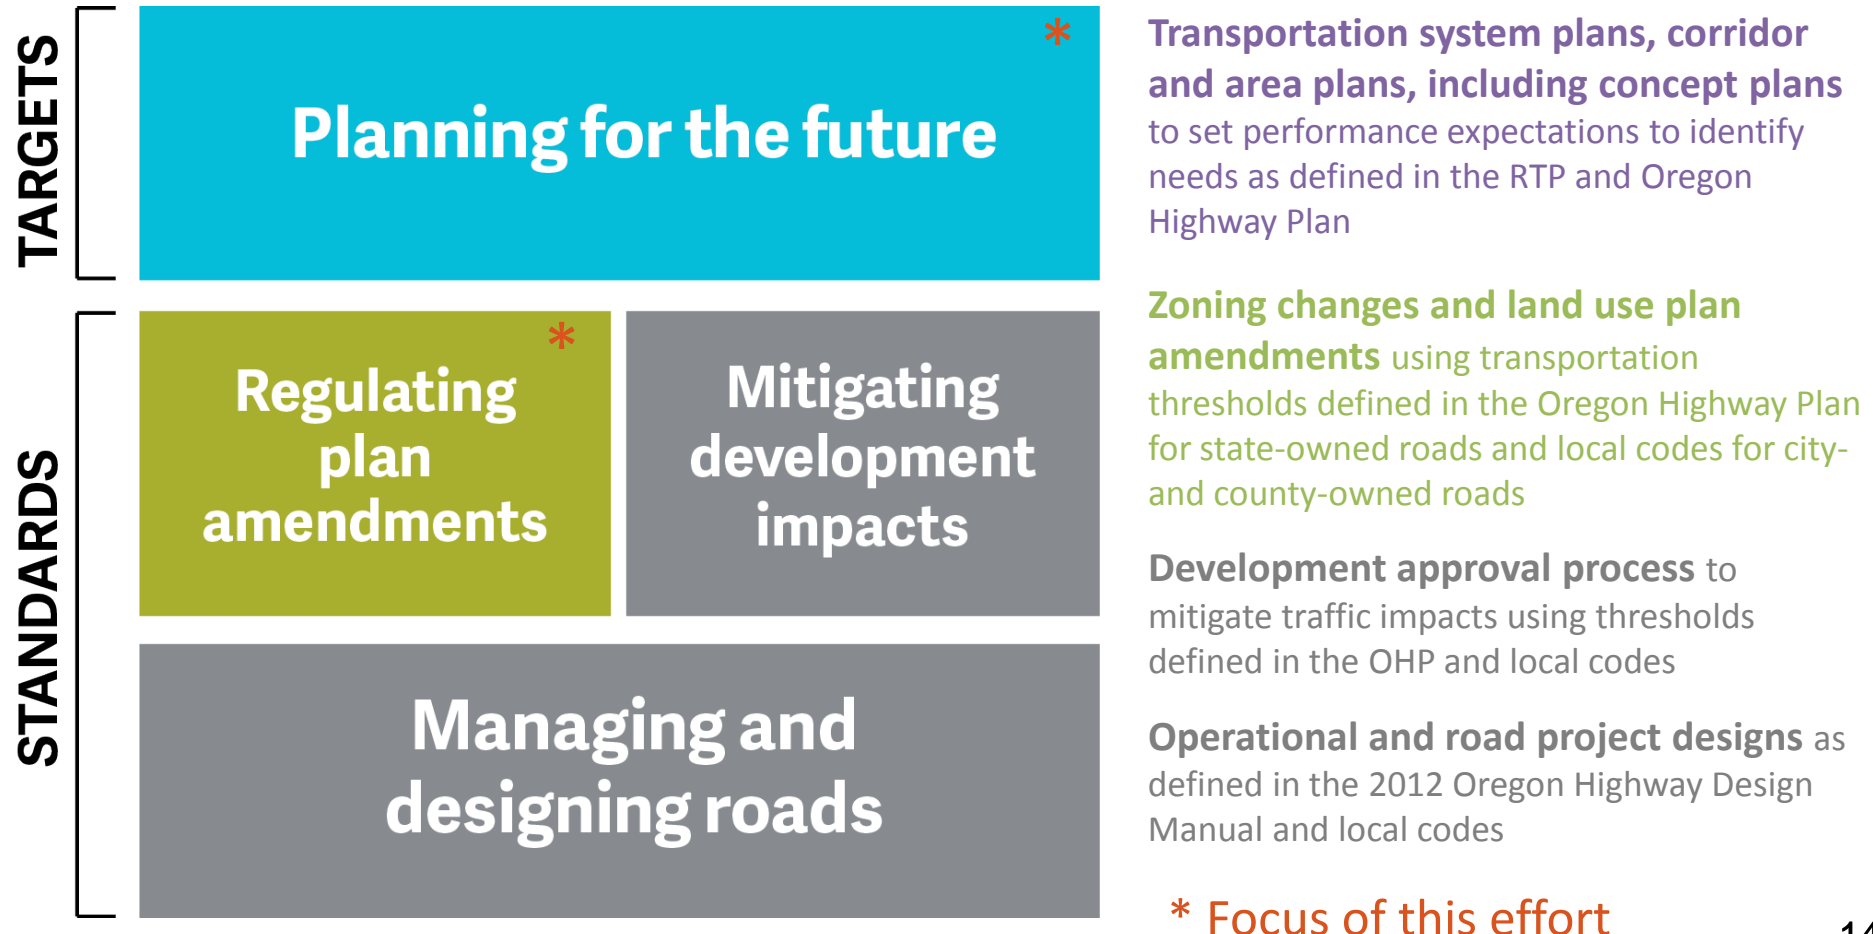 TARGETS
*
Planning for the future
Transportation system plans, corridor
and area plans, including concept plans
to set performance expectations to identify
needs as defined in the RTP and Oregon
Highway Plan
STANDARDS
*
Regulating
plan
amendments
Mitigating
development
impacts
Managing and
designing roads
Zoning changes and land use plan
amendments using transportation
thresholds defined in the Oregon Highway Plan
for state-owned roads and local codes for city-
and county-owned roads
Development approval process to
mitigate traffic impacts using thresholds
defined in the OHP and local codes
Operational and road project designs as
defined in the 2012 Oregon Highway Design
Manual and local codes
* Focus of this effort